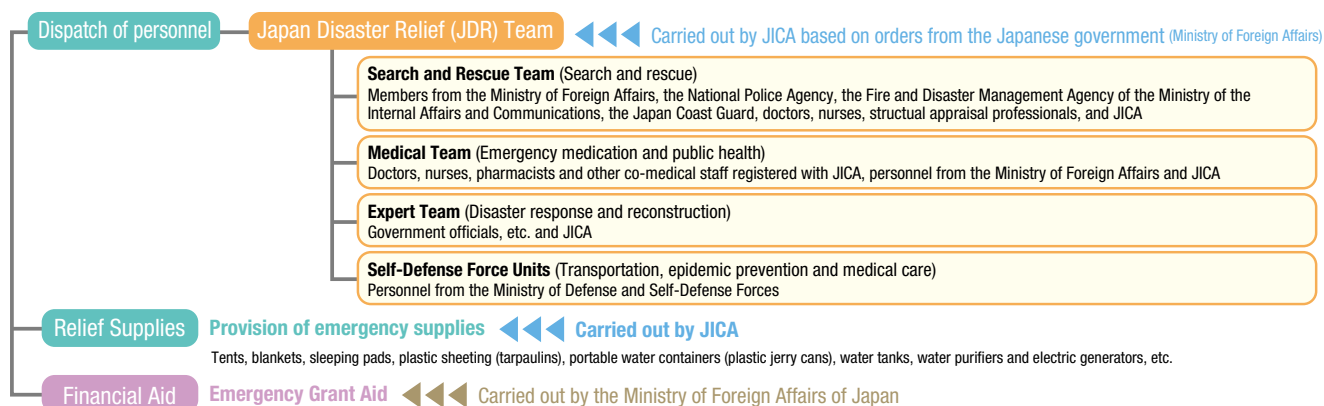 Dispatch of personnel
Japan Disaster Relief (JDR) Team
Carried out by JICA based on orders from the Japanese government (Ministry of Foreign Affairs)
Search and Rescue Team (Search and rescue)
Members from the Ministry of Foreign Affairs, the National Police Agency, the Fire and Disaster Management Agency of the Ministry of the
Internal Affairs and Communications, the Japan Coast Guard, doctors, nurses, structual appraisal professionals, and JICA
Medical Team (Emergency medication and public health)
Doctors, nurses, pharmacists and other co-medical staff registered with JICA, personnel from the Ministry of Foreign Affairs and JICA
Expert Team (Disaster response and reconstruction)
Government officials, etc. and JICA
Self-Defense Force Units (Transportation, epidemic prevention and medical care)
Personnel from the Ministry of Defense and Self-Defense Forces
Relief Supplies
Provision of emergency supplies
Carried out by JICA
Tents, blankets, sleeping pads, plastic sheeting (tarpaulins), portable water containers (plastic jerry cans), water tanks, water purifiers and electric generators, etc.
Financial Aid
Emergency Grant Aid
Carried out by the Ministry of Foreign Affairs of Japan